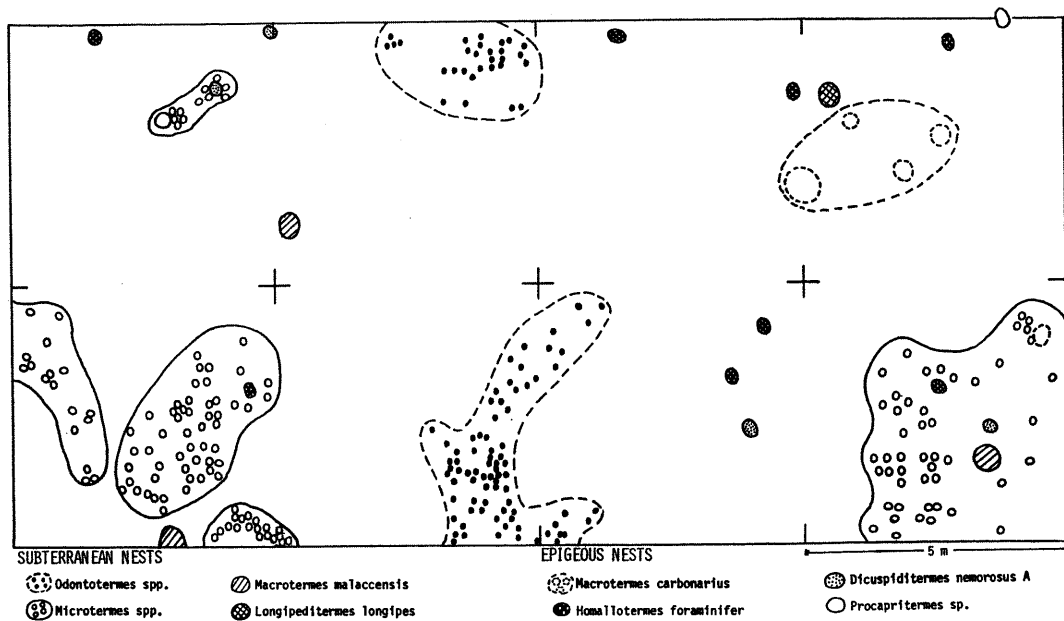 5 m
SUBTERRANEAN NESTS EPIGEOUS NESTS
Odontotermes spp. Macrotermes malaccensis Macrotermes carbonarius Dicuspiditermes nemorosus A
Microtermes spp. Longipeditermes longipes Homallotermes foraminifer Procapritermes sp.